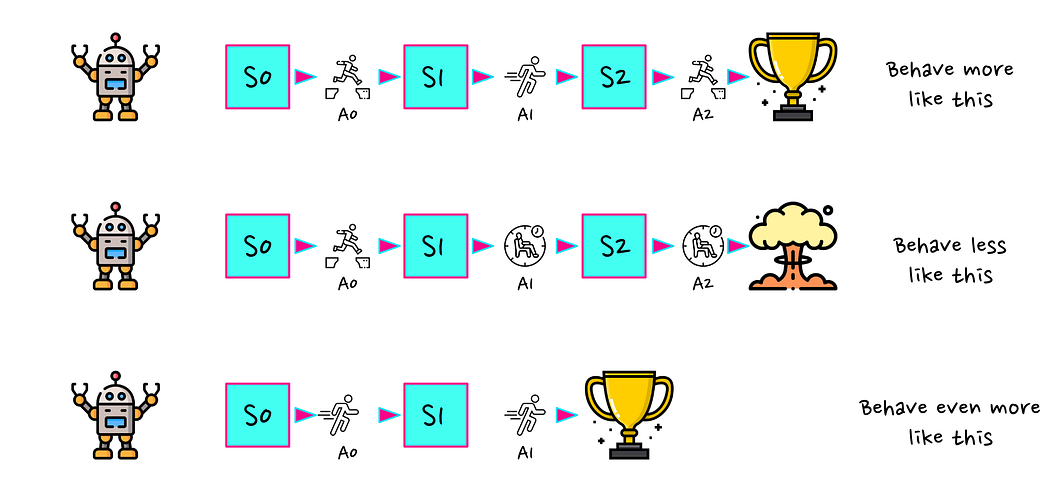 S0 S1 S2
A0 A1 A2
Behave more
like this
S0 S1 S2
A0 A1 A2
Behave less
like this
S0 S1
A0 A1
Behave even more
like this